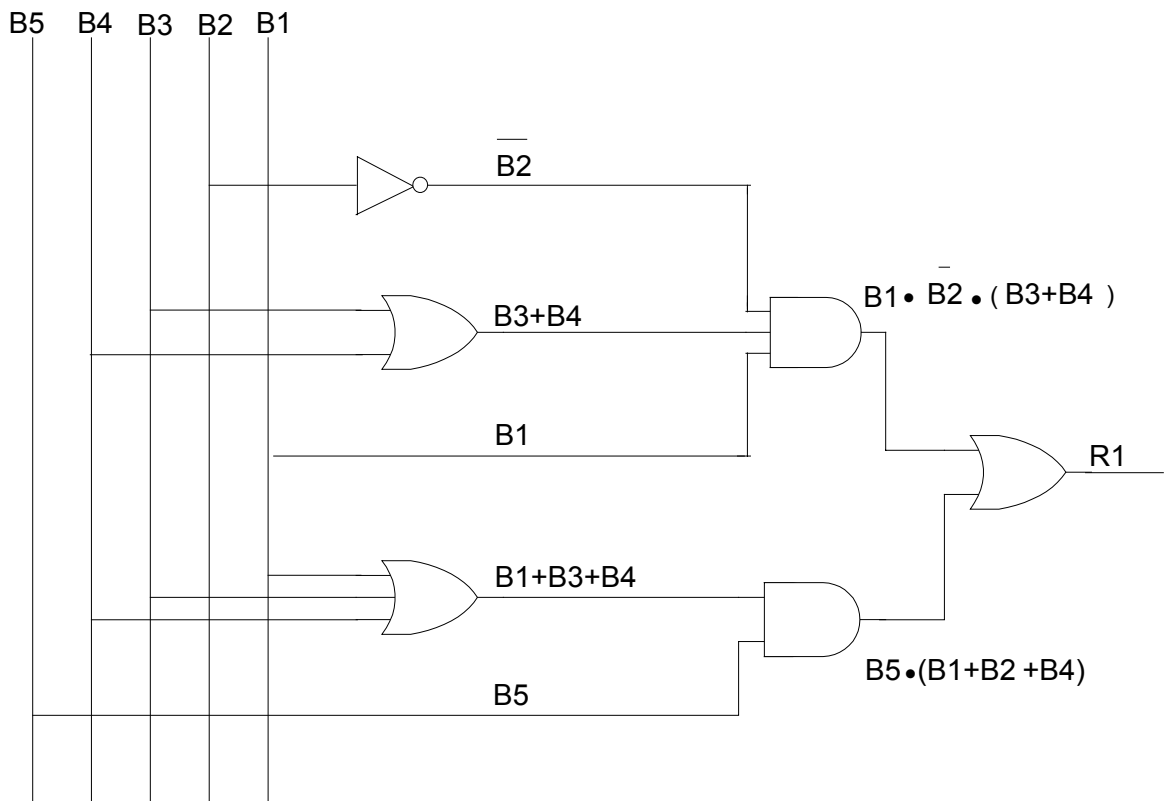 B5 B4 B3 B2 B1
B2
B1 • B2 • ( B3+B4 )
B3+B4
B1
R1
B1+B3+B4
B5 •(B1+B2 +B4)
B5